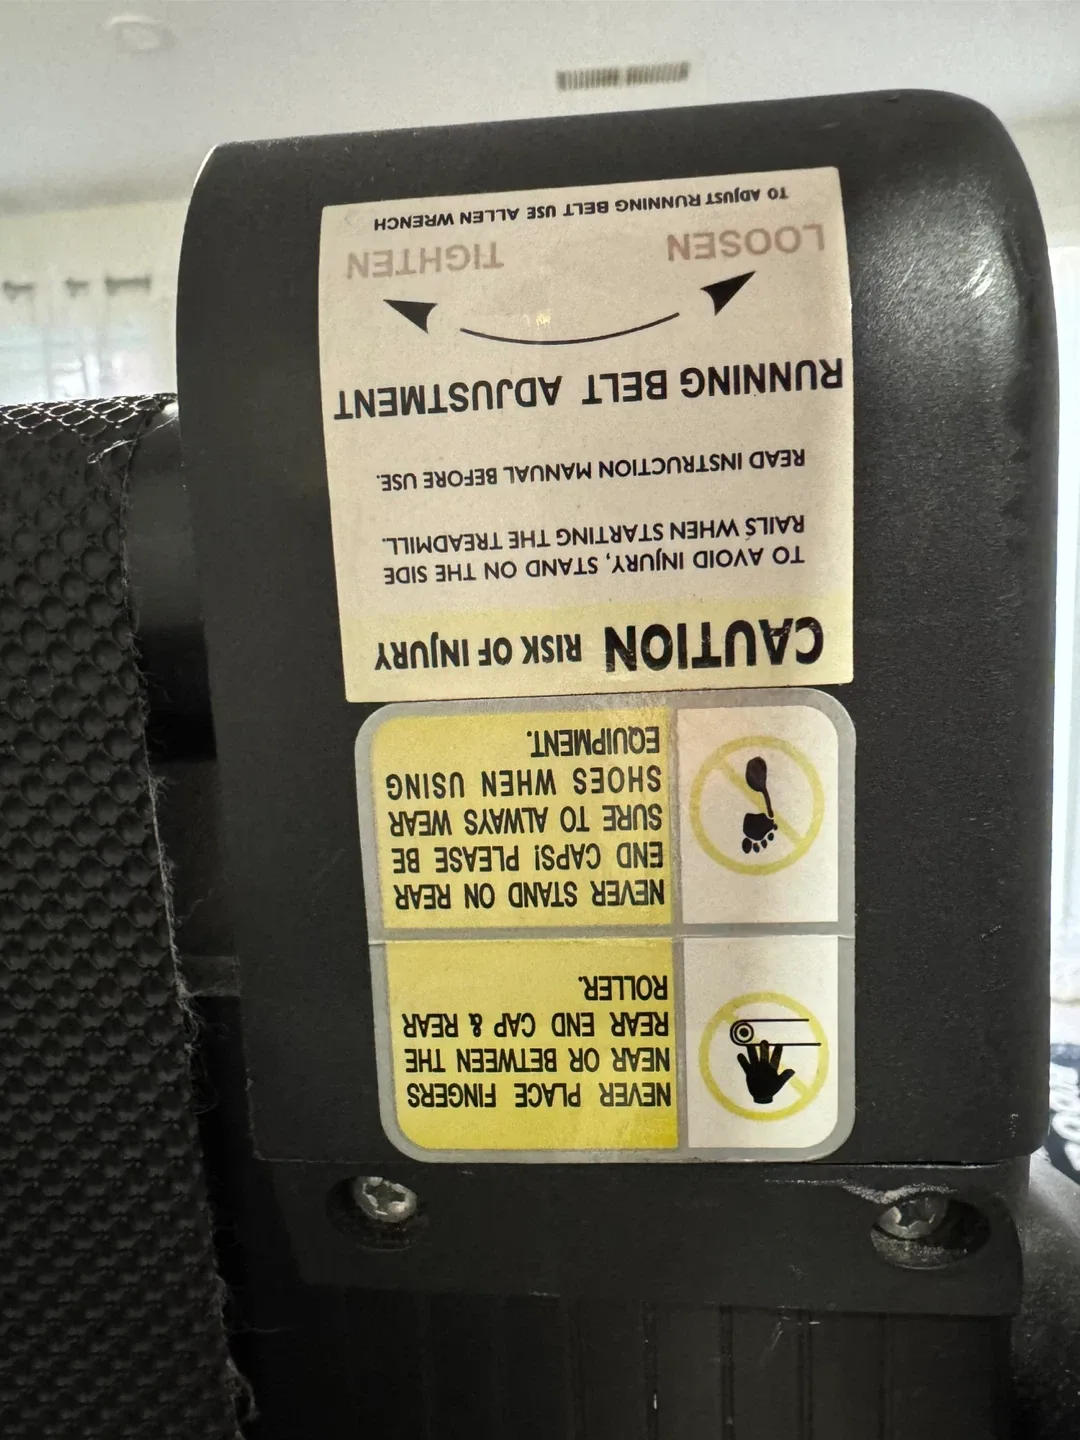 NEVER PLACE FINGERS
NEAR OR BETWEEN THE
REAR END CAP & REAR
ROLLER.
NEVER STAND ON REAR
END CAPS! PLEASE BE
SURE TO ALWAYS WEAR
SHOES WHEN USING
EQUIPMENT.
CAUTION RISK OF INJURY
TO AVOID INJURY, STAND ON THE SIDE
RAILS WHEN STARTING THE TREADMILL.
READ INSTRUCTION MANUAL BEFORE USE.
RUNNING BELT ADJUSTMENT
LOOSEN TIGHTEN
TO ADJUST RUNNING BELT USE ALLEN WRENCH